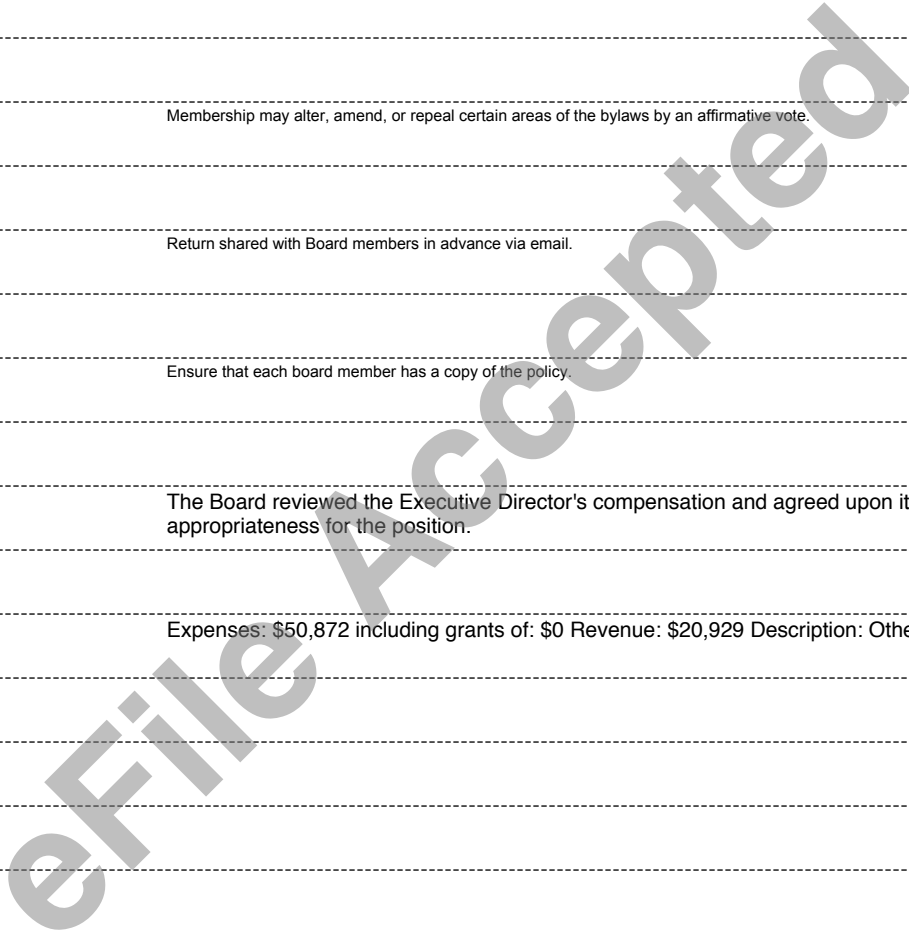 Membership may alter, amend, or repeal certain areas of the bylaws by an affirmative vote.
Return shared with Board members in advance via email.
Ensure that each board member has a copy of the policy.
The Board reviewed the Executive Director's compensation and agreed upon it
appropriateness for the position.
Expenses: $50,872 including grants of: $0 Revenue: $20,929 Description: Othe
eFile Accepted